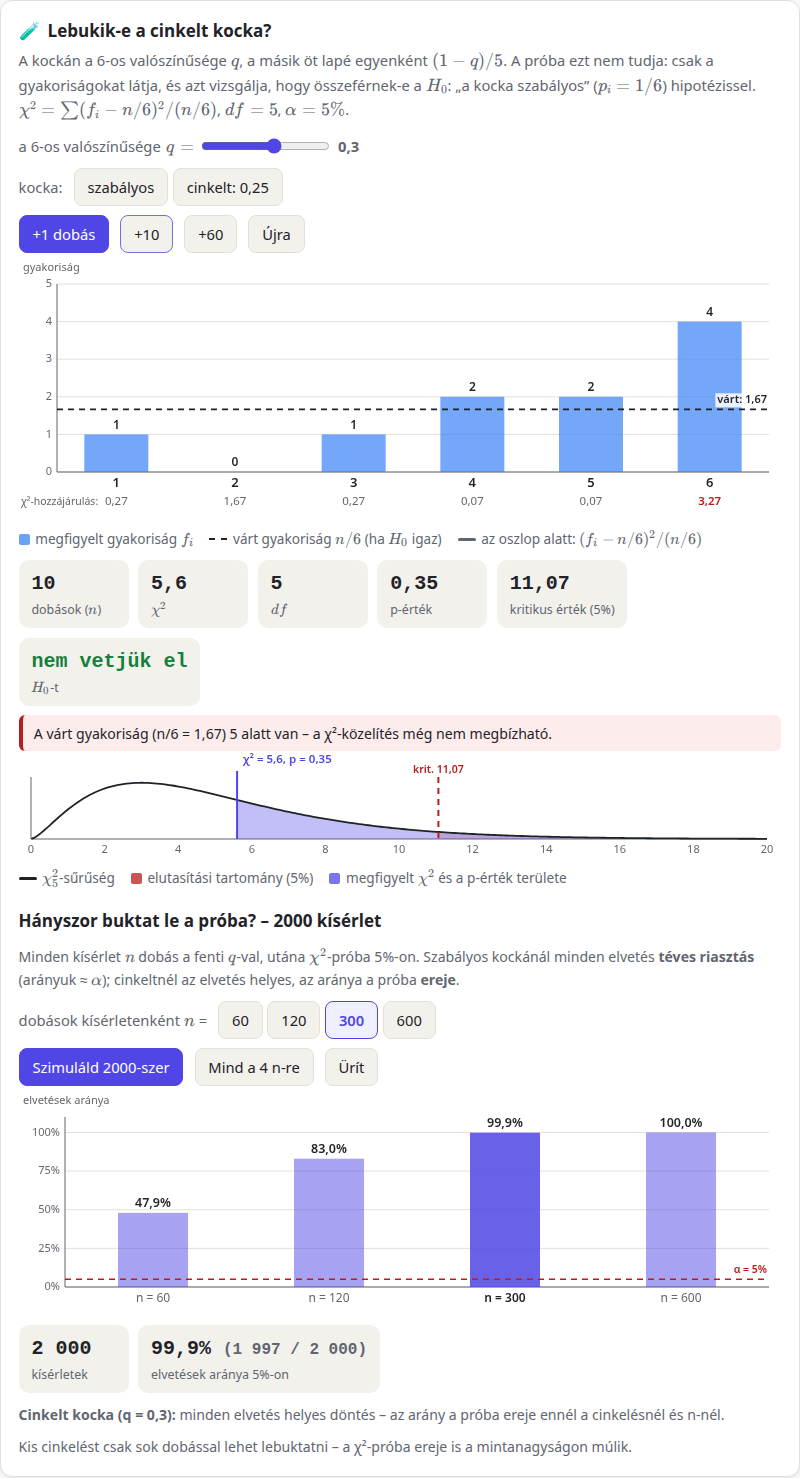 🧪 Lebukik-e a cinkelt kocka?
A kockán a 6-os valószínűsége q, a másik öt lapé egyenként (1 − q)/5. A próba ezt nem tudja: csak a
gyakoriságokat látja, és azt vizsgálja, hogy összeférnek-e a H₀: „a kocka szabályos” (pᵢ = 1/6) hipotézissel.
χ² = ∑(fᵢ − n/6)²/(n/6), df = 5, α = 5%.
a 6-os valószínűsége q = 0,3
kocka: szabályos cinkelt: 0,25
+1 dobás +10 +60 Újra
gyakoriság
5
4
3
2
1
0
1 0 1 2 2 4
várt: 1,67
1 2 3 4 5 6
χ²-hozzájárulás: 0,27 1,67 0,27 0,07 0,07 3,27
megfigyelt gyakoriság fᵢ várt gyakoriság n/6 (ha H₀ igaz) az oszlop alatt: (fᵢ − n/6)²/(n/6)
10 5,6 5 0,35 11,07
dobások (n) χ² df p-érték kritikus érték (5%)
nem vetjük el
H₀-t
A várt gyakoriság (n/6 = 1,67) 5 alatt van – a χ²-közelítés még nem megbízható.
χ² = 5,6, p = 0,35
krit. 11,07
0 2 4 6 8 10 12 14 16 18 20
χ²₅-sűrűség elutasítási tartomány (5%) megfigyelt χ² és a p-érték területe
Hányszor buktat le a próba? – 2000 kísérlet
Minden kísérlet n dobás a fenti q-val, utána χ²-próba 5%-on. Szabályos kockánál minden elvetés téves riasztás
(arányuk ≈ α); cinkeltnél az elvetés helyes, az aránya a próba ereje.
dobások kísérletenként n = 60 120 300 600
Szimuláld 2000-szer Mind a 4 n-re Ürít
elvetések aránya
100%
75%
50%
25%
0%
47,9% 83,0% 99,9% 100,0%
α = 5%
n = 60 n = 120 n = 300 n = 600
2 000 99,9% (1 997 / 2 000)
kísérletek elvetések aránya 5%-on
Cinkelt kocka (q = 0,3): minden elvetés helyes döntés – az arány a próba ereje ennél a cinkelésnél és n-nél.
Kis cinkelést csak sok dobással lehet lebuktatni – a χ²-próba ereje is a mintanagyságon múlik.